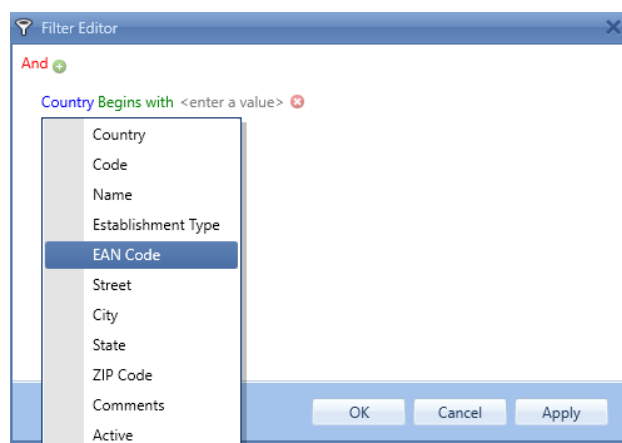 Filter Editor
And
Country Begins with <enter a value>
Country
Code
Name
Establishment Type
EAN Code
Street
City
State
ZIP Code
Comments
Active
OK Cancel Apply